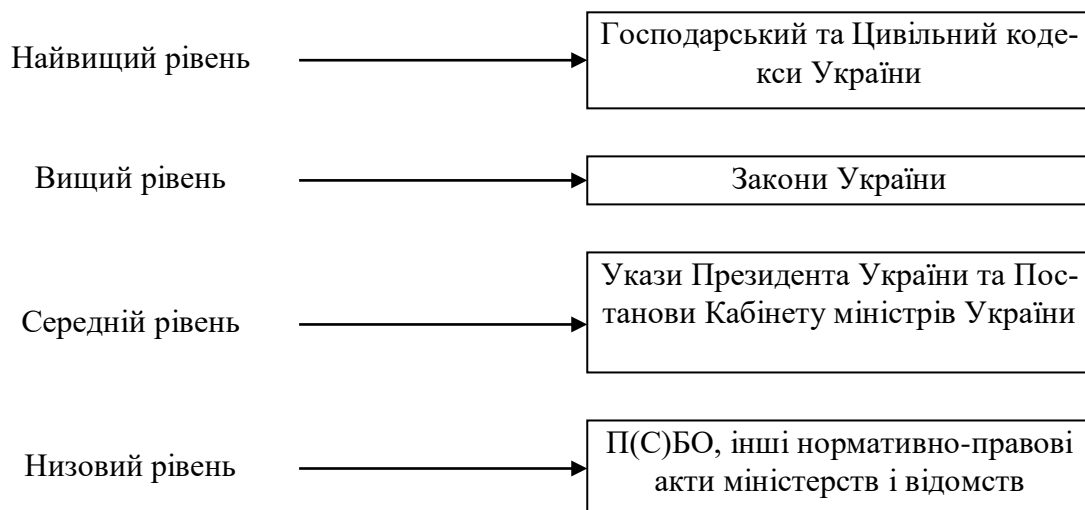 Найвищий рівень
Господарський та Цивільний коде-
кси України
Вищий рівень
Закони України
Середній рівень
Укази Президента України та Пос-
танови Кабінету міністрів України
Низовий рівень
П(С)БО, інші нормативно-правові
акти міністерств і відомств